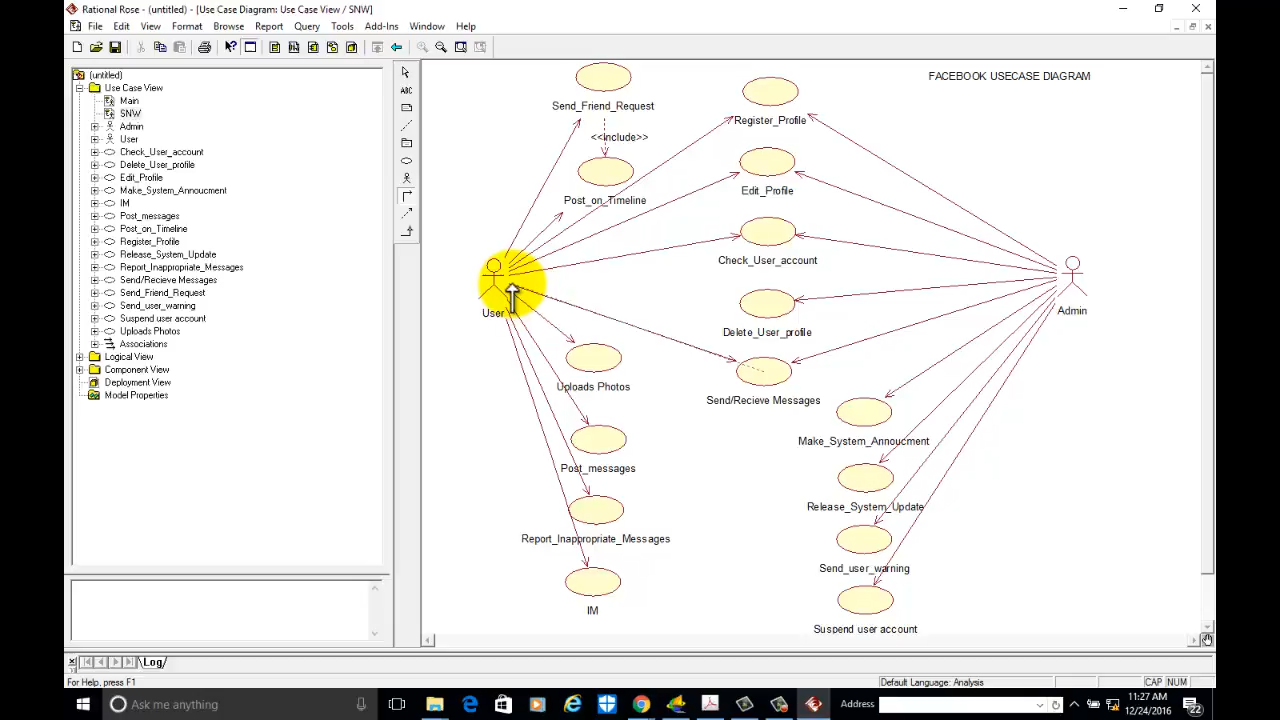 Rational Rose - (untitled) - [Use Case Diagram: Use Case View / SNW]
File Edit View Format Browse Report Query Tools Add-Ins Window Help
(untitled)
Use Case View
Main
SNW
Admin
User
Check_User_account
Delete_User_profile
Edit_Profile
Make_System_Annoucment
IM
Post_messages
Post_on_Timeline
Register_Profile
Release_System_Update
Report_Inappropriate_Messages
Send/Recieve Messages
Send_Friend_Request
Send_user_warning
Suspend user account
Uploads Photos
Associations
Logical View
Component View
Deployment View
Model Properties
ABC
FACEBOOK USECASE DIAGRAM
Send_Friend_Request
Register_Profile
<<include>>
Edit_Profile
Post_on_Timeline
Check_User_account
User
Admin
Delete_User_profile
Uploads Photos
Send/Recieve Messages
Make_System_Annoucment
Post_messages
Release_System_Update
Report_Inappropriate_Messages
Send_user_warning
IM
Suspend user account
Log
For Help, press F1
Default Language: Analysis
CAP NUM
Ask me anything
Address
11:27 AM
12/24/2016
22